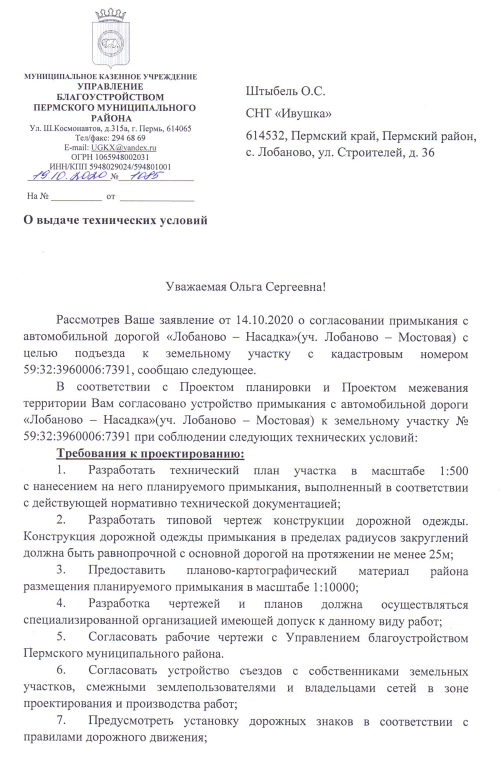 МУНИЦИПАЛЬНОЕ КАЗЕННОЕ УЧРЕЖДЕНИЕ
УПРАВЛЕНИЕ
БЛАГОУСТРОЙСТВОМ
ПЕРМСКОГО МУНИЦИПАЛЬНОГО
РАЙОНА
Ул. Ш.Космонавтов, д.315а, г. Пермь, 614065
Тел/факс: 294 68 69
E-mail: UGKX@yandex.ru
ОГРН 1065948002031
ИНН/КПП 5948029024/594801001
19.10.2020 № 1085
На № от
О выдаче технических условий
Штыбель О.С.
СНТ «Ивушка»
614532, Пермский край, Пермский район,
с. Лобаново, ул. Строителей, д. 36
Уважаемая Ольга Сергеевна!
Рассмотрев Ваше заявление от 14.10.2020 о согласовании примыкания с
автомобильной дорогой «Лобаново – Насадка»(уч. Лобаново – Мостовая) с
целью подъезда к земельному участку с кадастровым номером
59:32:3960006:7391, сообщаю следующее.
В соответствии с Проектом планировки и Проектом межевания
территории Вам согласовано устройство примыкания с автомобильной дороги
«Лобаново – Насадка»(уч. Лобаново – Мостовая) к земельному участку №
59:32:3960006:7391 при соблюдении следующих технических условий:
Требования к проектированию:
1. Разработать технический план участка в масштабе 1:500
с нанесением на него планируемого примыкания, выполненный в соответствии
с действующей нормативно технической документацией;
2. Разработать типовой чертеж конструкции дорожной одежды.
Конструкция дорожной одежды примыкания в пределах радиусов закруглений
должна быть равнопрочной с основной дорогой на протяжении не менее 25м;
3. Предоставить планово-картографический материал района
размещения планируемого примыкания в масштабе 1:10000;
4. Разработка чертежей и планов должна осуществляться
специализированной организацией имеющей допуск к данному виду работ;
5. Согласовать рабочие чертежи с Управлением благоустройством
Пермского муниципального района.
6. Согласовать устройство съездов с собственниками земельных
участков, смежными землепользователями и владельцами сетей в зоне
проектирования и производства работ;
7. Предусмотреть установку дорожных знаков в соответствии с
правилами дорожного движения;